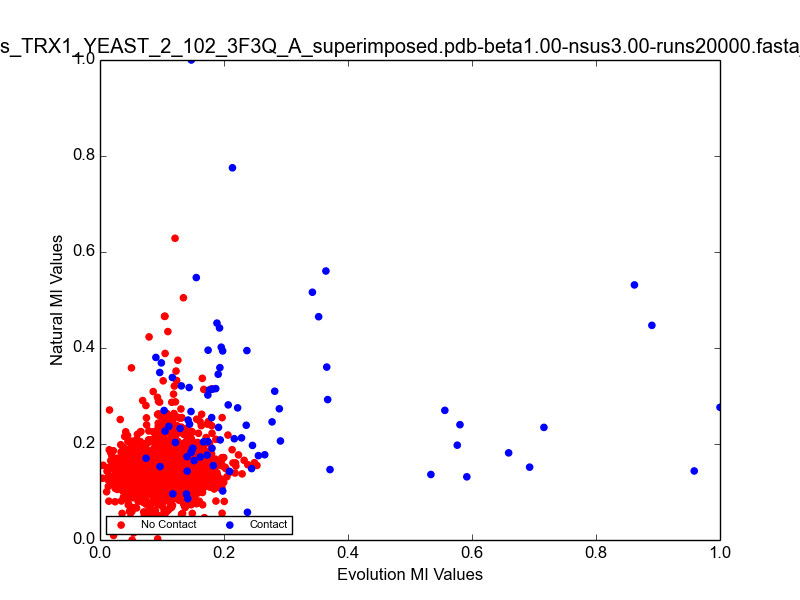 s_TRX1_YEAST_2_102_3F3Q_A_superimposed.pdb-beta1.00-nsus3.00-runs20000.fasta
1.0
0.8
0.6
0.4
0.2
0.0
Natural MI Values
No Contact
Contact
0.0 0.2 0.4 0.6 0.8 1.0
Evolution MI Values